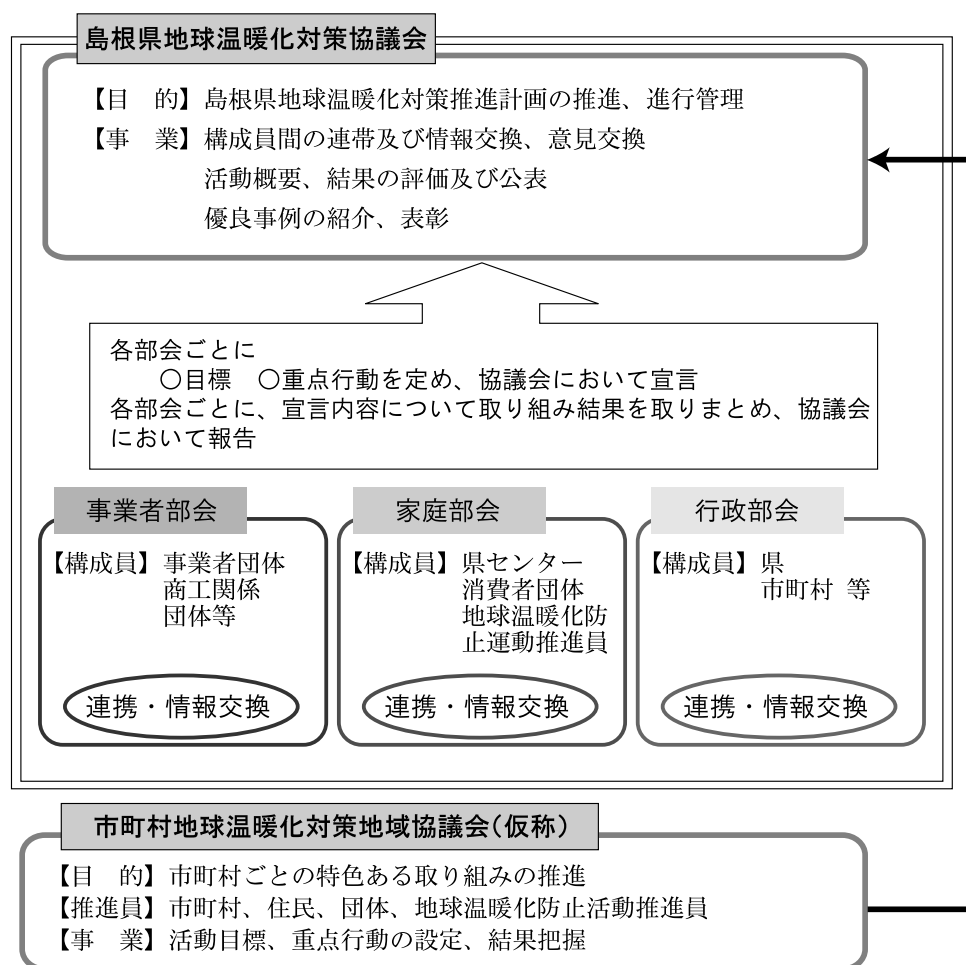 島根県地球温暖化対策協議会
【目　的】島根県地球温暖化対策推進計画の推進、進行管理
【事　業】構成員間の連帯及び情報交換、意見交換
活動概要、結果の評価及び公表
優良事例の紹介、表彰
各部会ごとに
○目標　○重点行動を定め、協議会において宣言
各部会ごとに、宣言内容について取り組み結果を取りまとめ、協議会
において報告
事業者部会
【構成員】事業者団体
商工関係
団体等
連携・情報交換
家庭部会
【構成員】県センター
消費者団体
地球温暖化防
止運動推進員
連携・情報交換
行政部会
【構成員】県
市町村 等
連携・情報交換
市町村地球温暖化対策地域協議会(仮称)
【目　的】市町村ごとの特色ある取り組みの推進
【推進員】市町村、住民、団体、地球温暖化防止活動推進員
【事　業】活動目標、重点行動の設定、結果把握